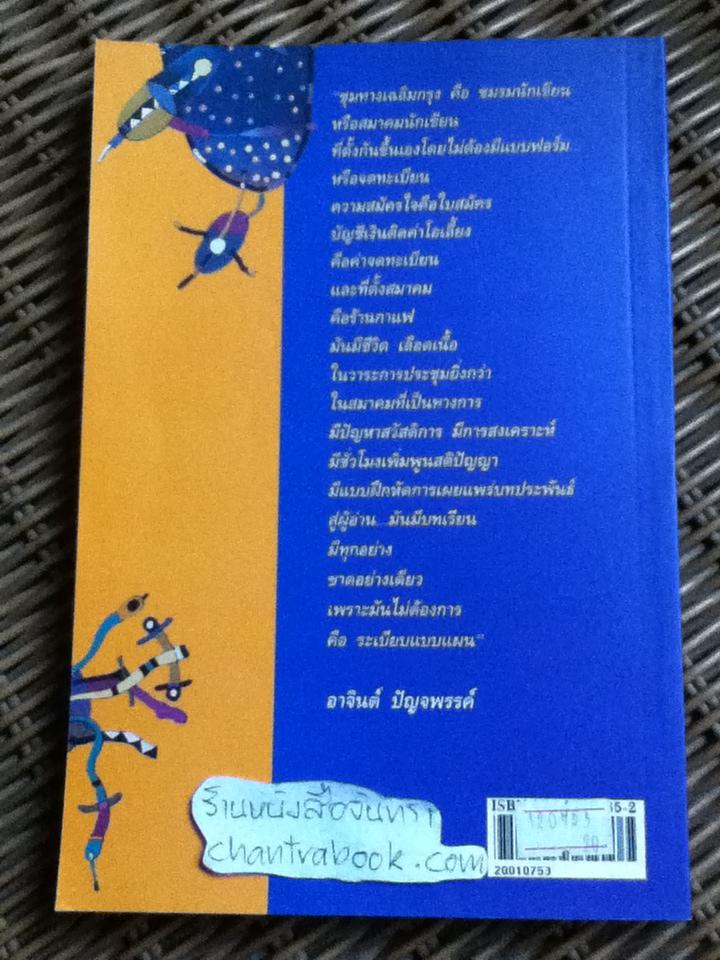 "ชุมทางเฉลิมกรุง คือ ชมรมนักเขียน
หรือสมาคมนักเขียน
ที่ตั้งกันขึ้นเองโดยไม่ต้องมีแบบฟอร์ม
หรือจดทะเบียน
ความสมัครใจคือใบสมัคร
บัญชีเงินติดค่าโอเลี้ยง
คือค่าจดทะเบียน
และที่ตั้งสมาคม
คือร้านกาแฟ
มันมีชีวิต เลือดเนื้อ
ในวาระการประชุมยิ่งกว่า
ในสมาคมที่เป็นทางการ
มีปัญหาสวัสดิการ มีการสงเคราะห์
มีชั่วโมงเพิ่มพูนสติปัญญา
มีแบบฝึกหัดการเผยแพร่บทประพันธ์
สู่ผู้อ่าน มันมีบทเรียน
มีทุกอย่าง
ขาดอย่างเดียว
เพราะมันไม่ต้องการ
คือ ระเบียบแบบแผน"
อาจินต์ ปัญจพรรค์
ร้านหนังสือจันทรา
chantrabook.com
20010753